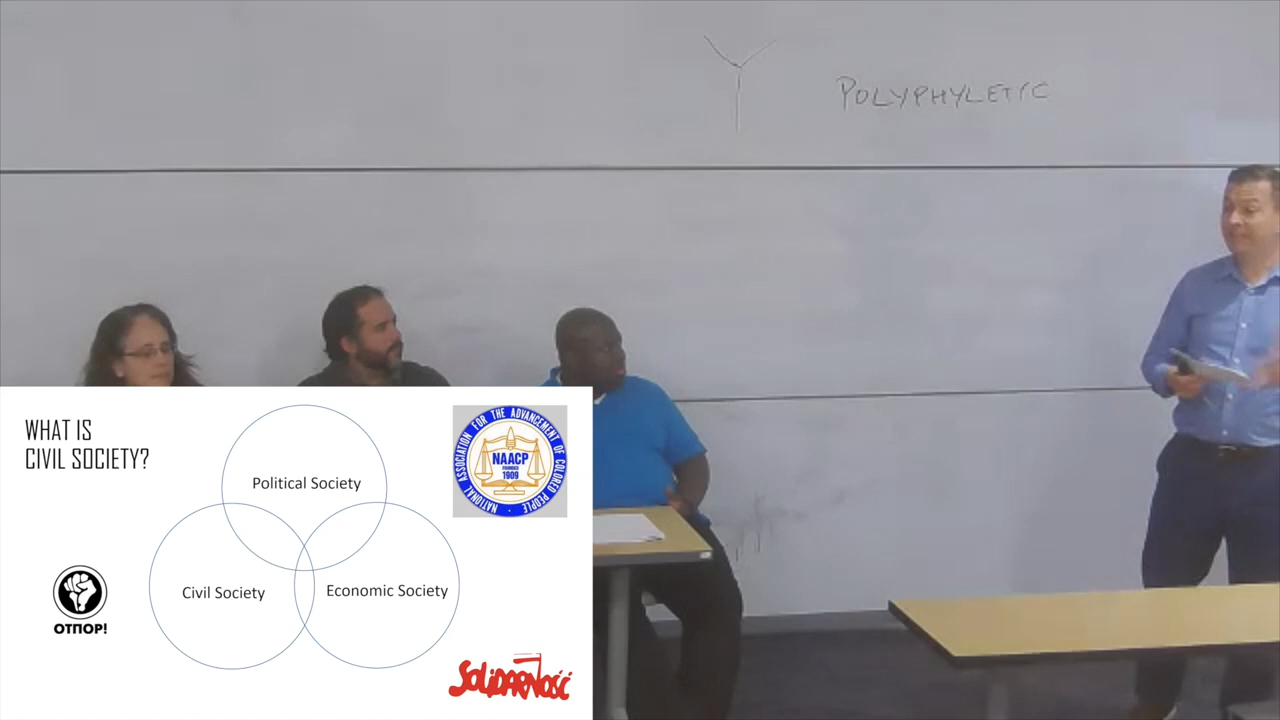 POLYPHYLETIC
WHAT IS
CIVIL SOCIETY?
Political Society
Civil Society
Economic Society
NATIONAL ASSOCIATION FOR THE ADVANCEMENT OF COLORED PEOPLE
NAACP
FOUNDED
1909
ОТПОР!
SOLIDARNOŚĆ